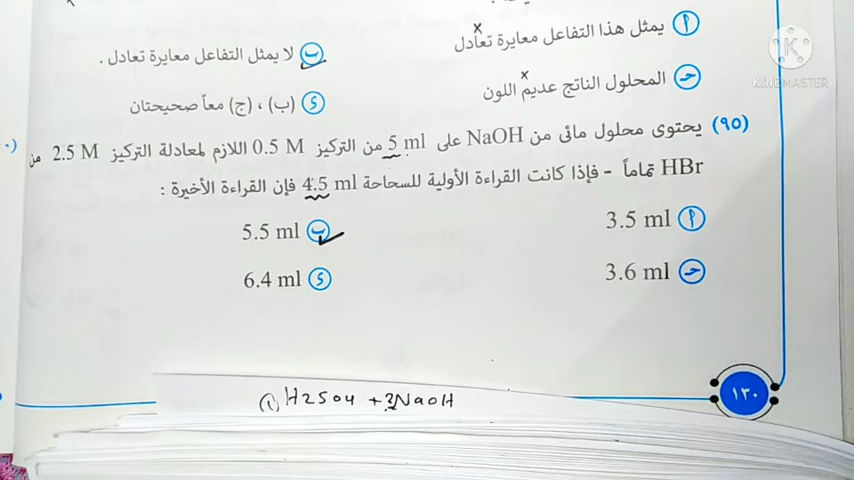 أ يمثل هذا التفاعل معايرة تعادل
ب لا يمثل التفاعل معايرة تعادل .
ج المحلول الناتج عديم اللون
د (ب) ، (ج) معاً صحيحتان
KINEMASTER
(٩٥) يحتوى محلول مائى من NaOH على 5 ml من التركيز 0.5 M اللازم لمعادلة التركيز 2.5 M من
HBr تماماً - فإذا كانت القراءة الأولية للسحاحة 4.5 ml فإن القراءة الأخيرة :
أ 3.5 ml
ب 5.5 ml
ج 3.6 ml
د 6.4 ml
١٣٠
① H2SO4 + 2NaOH